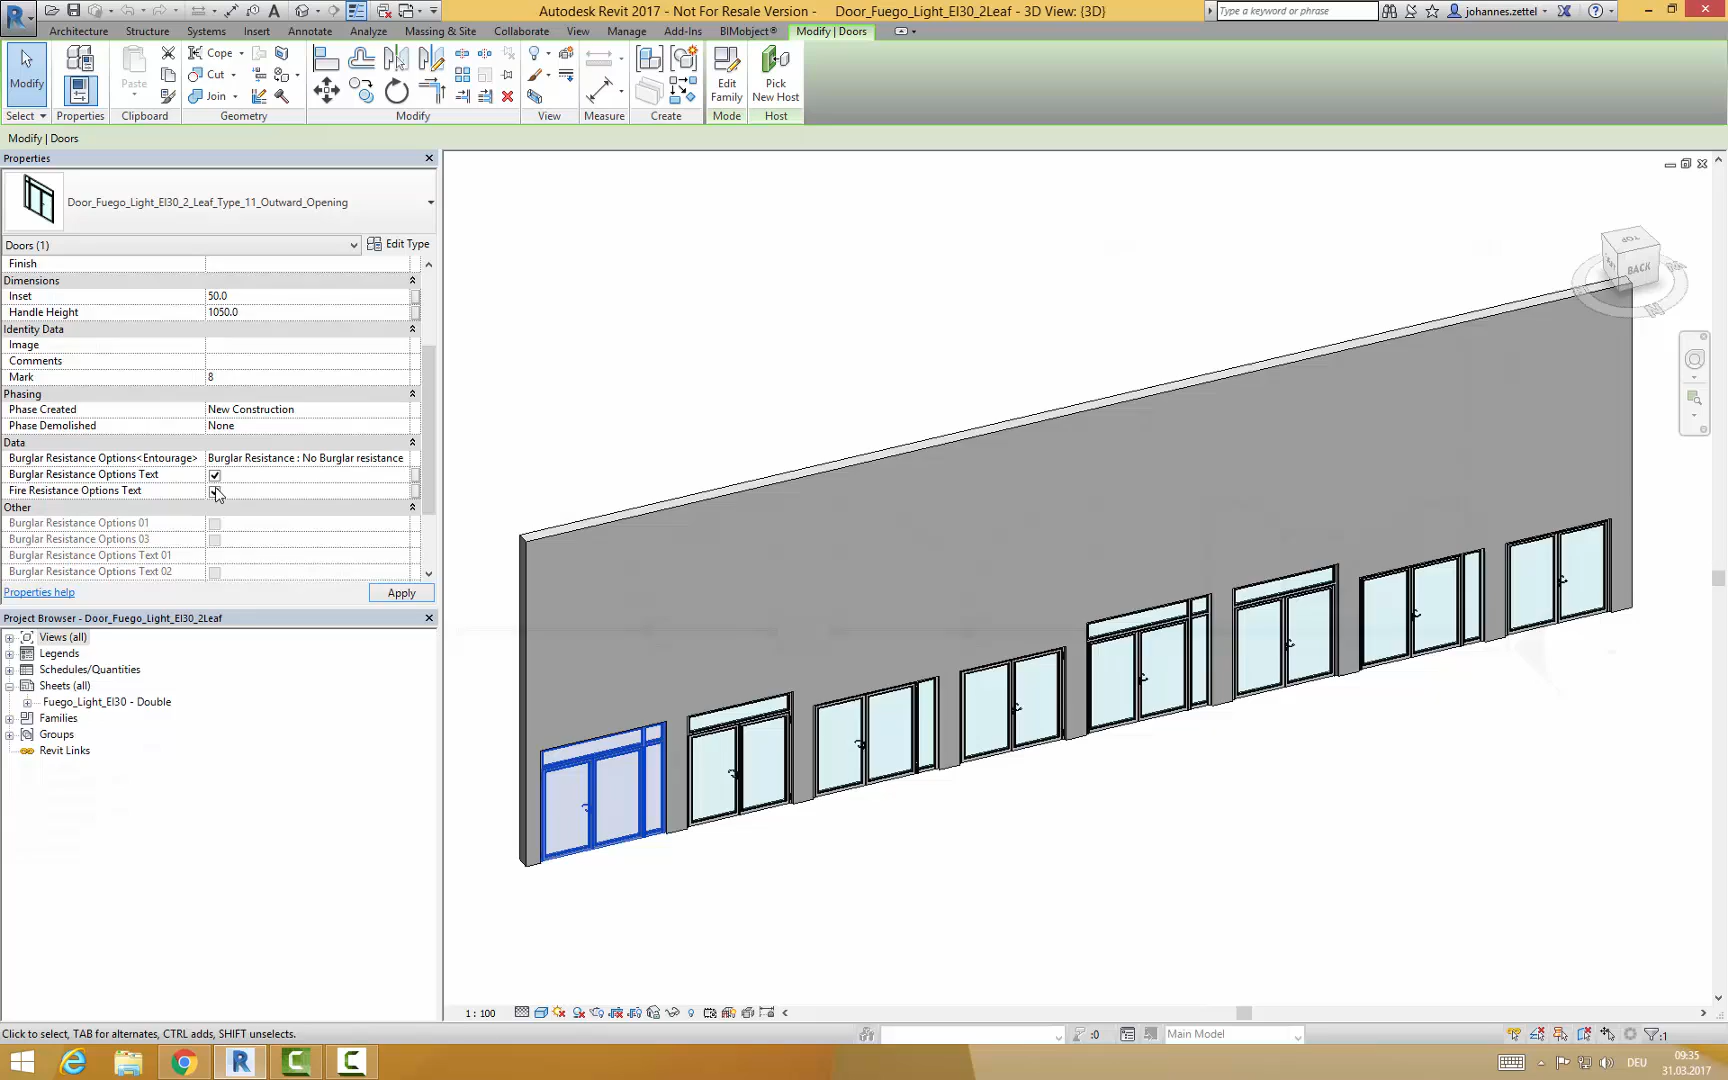 Autodesk Revit 2017 - Not For Resale Version - Door_Fuego_Light_EI30_2Leaf - 3D View: {3D}
Type a keyword or phrase
johannes.zettel
Architecture Structure Systems Insert Annotate Analyze Massing & Site Collaborate View Manage Add-Ins BIMobject® Modify | Doors
Modify
Paste
Cope
Cut
Join
Edit Family
Pick New Host
Select Properties Clipboard Geometry Modify View Measure Create Mode Host
Modify | Doors
Properties
Door_Fuego_Light_EI30_2_Leaf_Type_11_Outward_Opening
Doors (1)
Edit Type
Finish
Dimensions
Inset 50.0
Handle Height 1050.0
Identity Data
Image
Comments
Mark 8
Phasing
Phase Created New Construction
Phase Demolished None
Data
Burglar Resistance Options<Entourage> Burglar Resistance : No Burglar resistance
Burglar Resistance Options Text
Fire Resistance Options Text
Other
Burglar Resistance Options 01
Burglar Resistance Options 03
Burglar Resistance Options Text 01
Burglar Resistance Options Text 02
Properties help
Apply
Project Browser - Door_Fuego_Light_EI30_2Leaf
Views (all)
Legends
Schedules/Quantities
Sheets (all)
Fuego_Light_EI30 - Double
Families
Groups
Revit Links
TOP
BACK
1 : 100
Click to select, TAB for alternates, CTRL adds, SHIFT unselects.
:0
Main Model
:1
DEU
09:35
31.03.2017